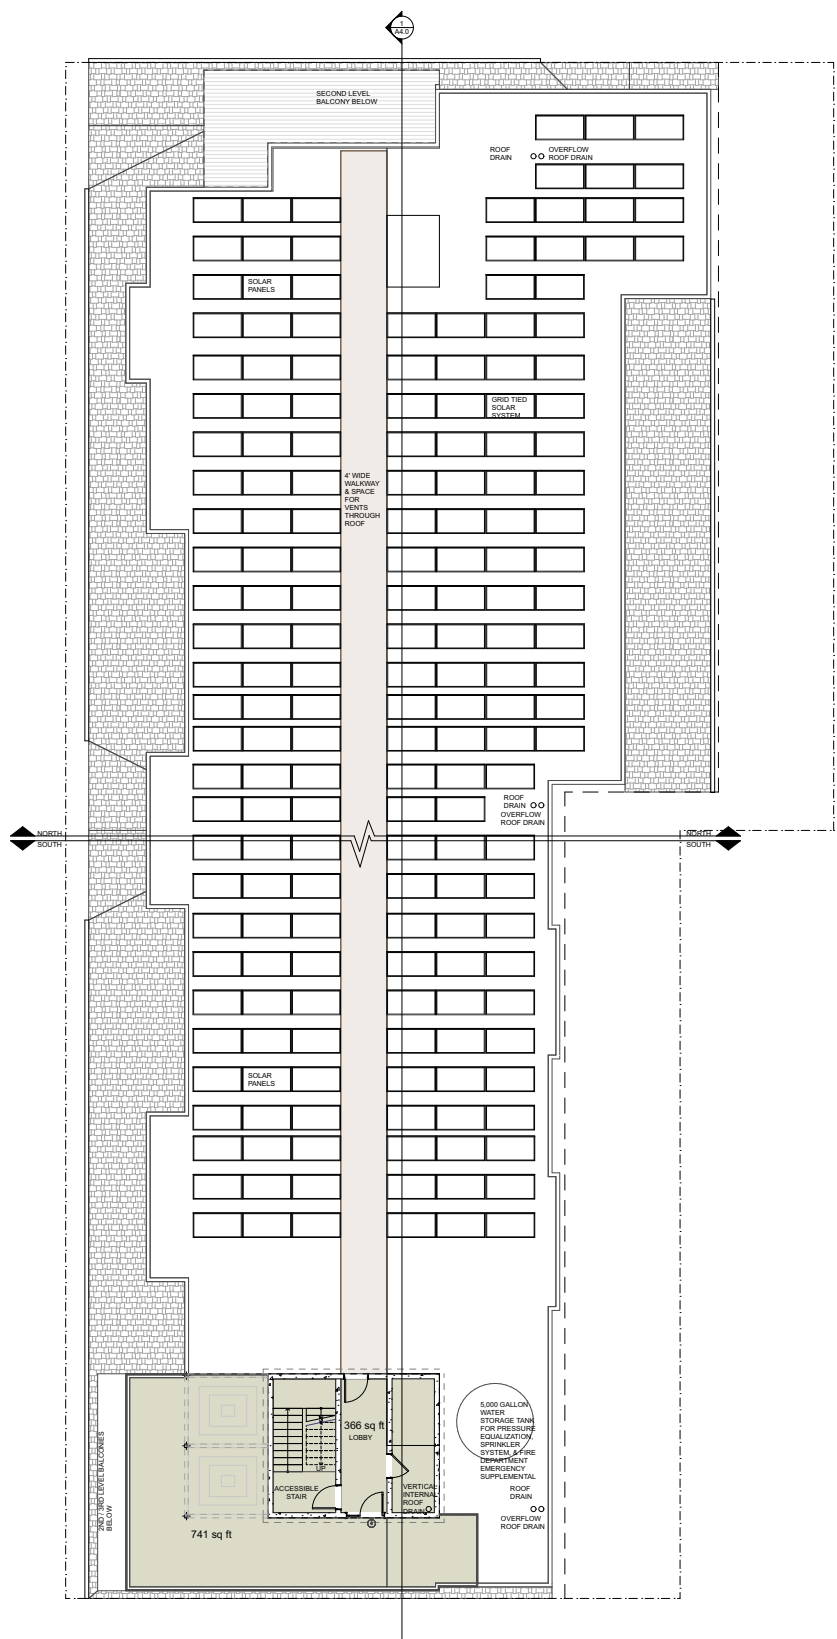 1
A4.0
SECOND LEVEL
BALCONY BELOW
ROOF
DRAIN
OVERFLOW
ROOF DRAIN
SOLAR
PANELS
GRID TIED
SOLAR
SYSTEM
4' WIDE
WALKWAY
& SPACE
FOR
VENTS
THROUGH
ROOF
ROOF
DRAIN
OVERFLOW
ROOF DRAIN
NORTH
SOUTH
NORTH
SOUTH
SOLAR
PANELS
5,000 GALLON
WATER
STORAGE TANK
FOR PRESSURE
EQUALIZATION,
SPRINKLER
SYSTEM, & FIRE
DEPARTMENT
EMERGENCY
SUPPLEMENTAL
366 sq ft
LOBBY
UP
ACCESSIBLE
STAIR
VERTICAL
INTERNAL
ROOF
DRAIN
ROOF
DRAIN
OVERFLOW
ROOF DRAIN
2ND / 3RD LEVEL BALCONIES
BELOW
741 sq ft